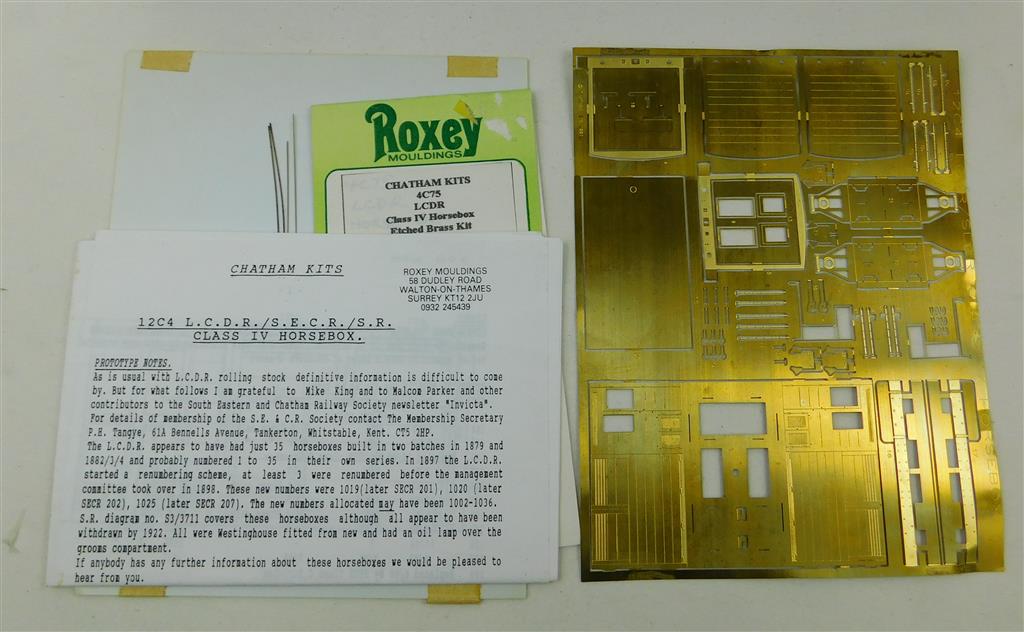 Roxey
MOULDINGS
CHATHAM KITS
4C75
LCDR
Class IV Horsebox
Etched Brass Kit
CHATHAM KITS
ROXEY MOULDINGS
58 DUDLEY ROAD
WALTON-ON-THAMES
SURREY KT12 2JU
0932 245439
12C4 L.C.D.R./S.E.C.R./S.R.
CLASS IV HORSEBOX.
PROTOTYPE NOTES.
As is usual with L.C.D.R. rolling stock definitive information is difficult to come
by. But for what follows I am grateful to Mike King and to Malcom Parker and other
contributors to the South Eastern and Chatham Railway Society newsletter "Invicta".
For details of membership of the S.E. & C.R. Society contact The Membership Secretary
P.E. Tangye, 61A Bennells Avenue, Tankerton, Whitstable, Kent. CT5 2HP.
The L.C.D.R. appears to have had just 35 horseboxes built in two batches in 1879 and
1882/3/4 and probably numbered 1 to 35 in their own series. In 1897 the L.C.D.R.
started a renumbering scheme, at least 3 were renumbered before the management
committee took over in 1898. These new numbers were 1019(later SECR 201), 1020 (later
SECR 202), 1025 (later SECR 207). The new numbers allocated may have been 1002-1036.
S.R. diagram no. S3/3711 covers these horseboxes although all appear to have been
withdrawn by 1922. All were Westinghouse fitted from new and had an oil lamp over the
grooms compartment.
If anybody has any further information about these horseboxes we would be pleased to
hear from you.